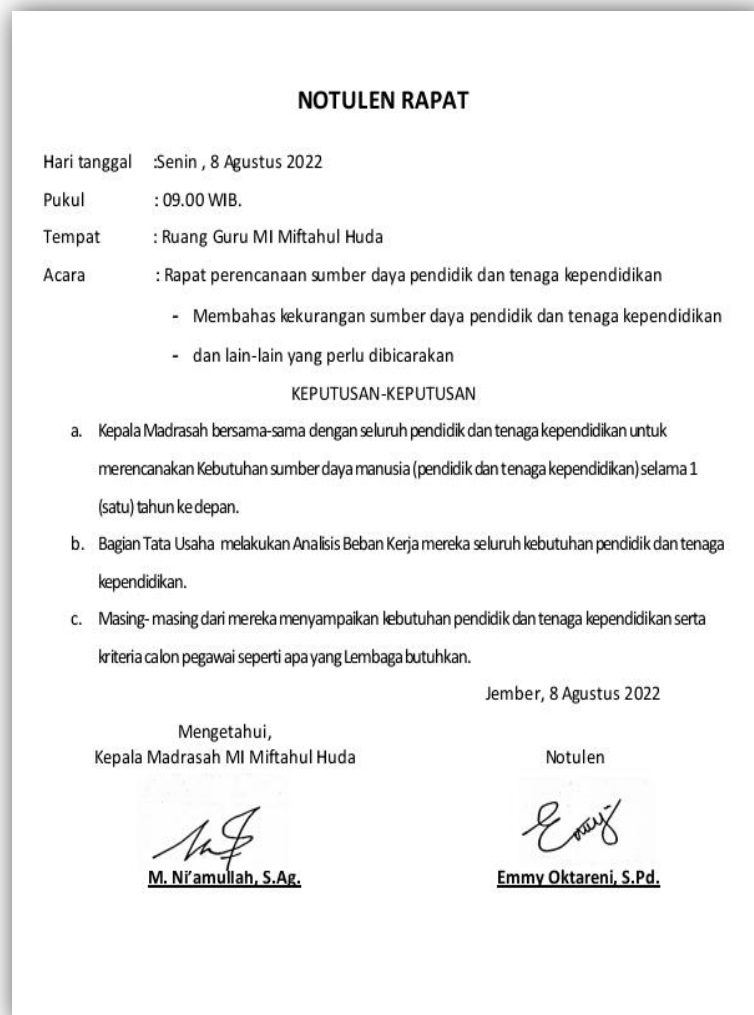 NOTULEN RAPAT
Hari tanggal :Senin , 8 Agustus 2022
Pukul : 09.00 WIB.
Tempat : Ruang Guru MI Miftahul Huda
Acara : Rapat perencanaan sumber daya pendidik dan tenaga kependidikan
- Membahas kekurangan sumber daya pendidik dan tenaga kependidikan
- dan lain-lain yang perlu dibicarakan
KEPUTUSAN-KEPUTUSAN
a. Kepala Madrasah bersama-sama dengan seluruh pendidik dan tenaga kependidikan untuk
merencanakan Kebutuhan sumber daya manusia (pendidik dan tenaga kependidikan) selama 1
(satu) tahun ke depan.
b. Bagian Tata Usaha melakukan Analisis Beban Kerja mereka seluruh kebutuhan pendidik dan tenaga
kependidikan.
c. Masing- masing dari mereka menyampaikan kebutuhan pendidik dan tenaga kependidikan serta
kriteria calon pegawai seperti apa yang Lembaga butuhkan.
Jember, 8 Agustus 2022
Mengetahui,
Kepala Madrasah MI Miftahul Huda
Notulen
M. Ni'amullah, S.Ag.
Emmy Oktareni, S.Pd.